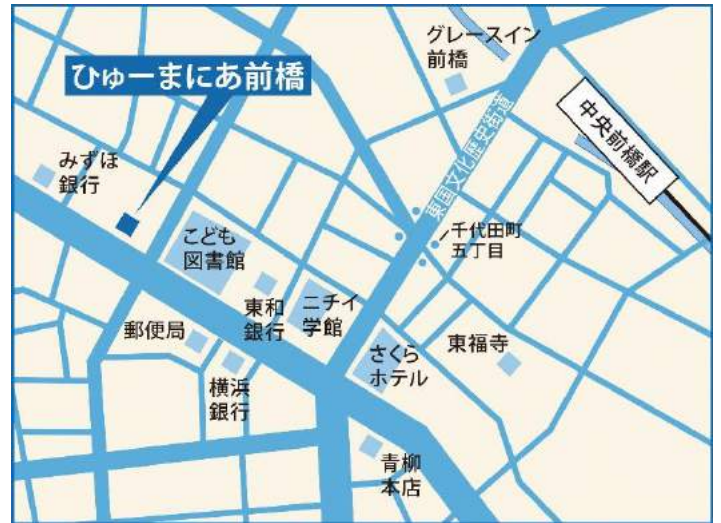 グレースイン
前橋
ひゅーまにあ前橋
中央前橋駅
東国文化歴史街道
みずほ
銀行
千代田町
五丁目
こども
図書館
東和
銀行
ニチイ
学館
郵便局
さくら
ホテル
東福寺
横浜
銀行
青柳
本店